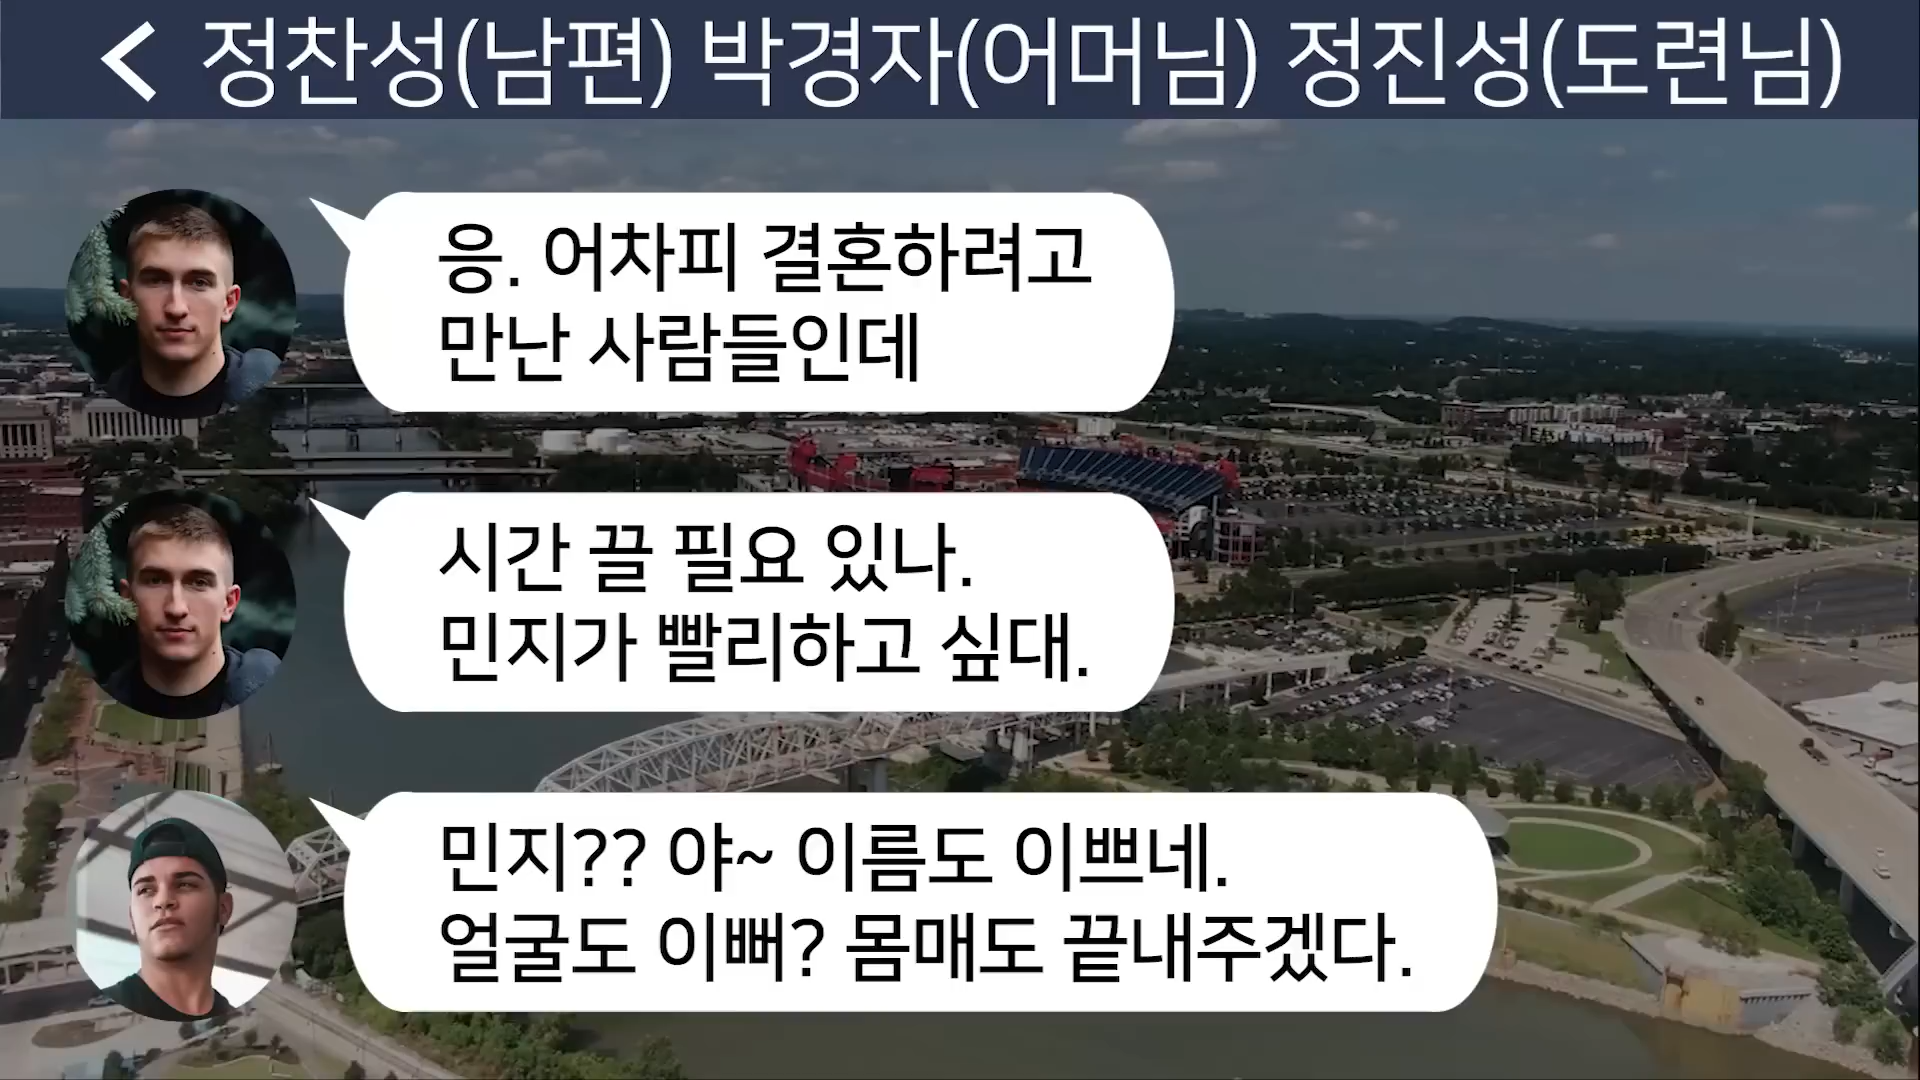 < 정찬성(남편) 박경자(어머님) 정진성(도련님)
응. 어차피 결혼하려고
만난 사람들인데
시간 끌 필요 있나.
민지가 빨리하고 싶대.
민지?? 야~ 이름도 이쁘네.
얼굴도 이뻐? 몸매도 끝내주겠다.